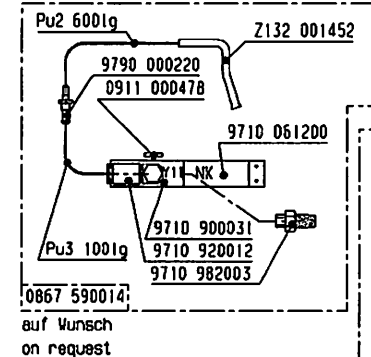 Pu2 600lg
Z132 001452
9790 000220
0911 000478
9710 061200
Y11 NK
9710 900031
9710 920012
Pu3 100lg
9710 982003
0867 590014
auf Wunsch
on request